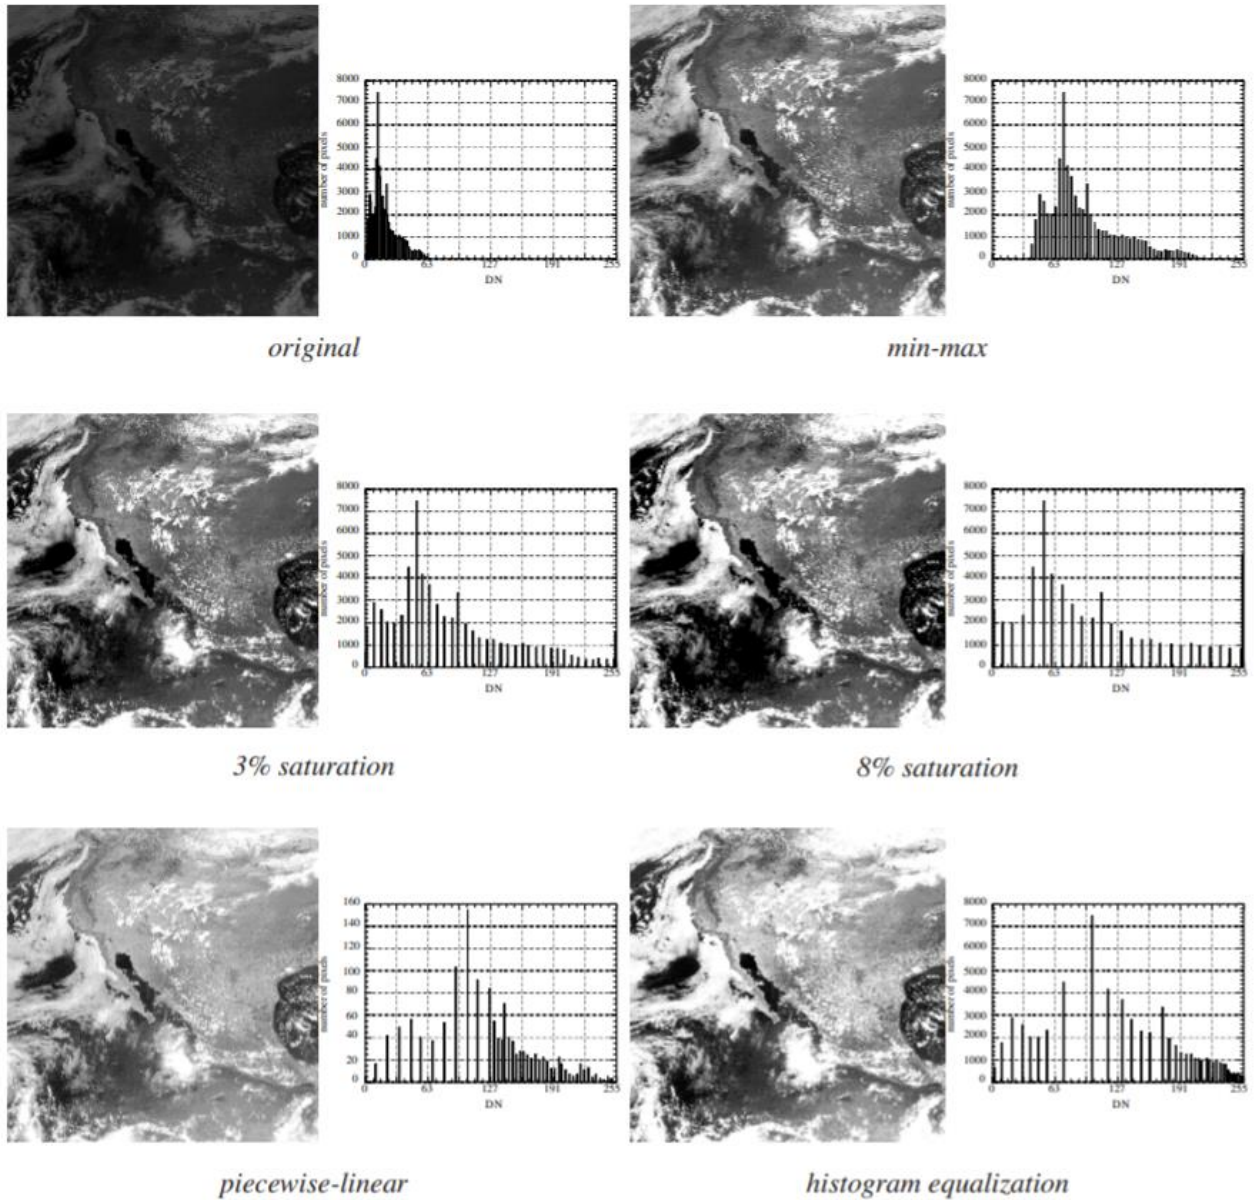 8000
7000
6000
5000
4000
3000
2000
1000
0
number of pixels
0 63 127 191 255
DN
original
8000
7000
6000
5000
4000
3000
2000
1000
0
number of pixels
0 63 127 191 255
DN
min-max
8000
7000
6000
5000
4000
3000
2000
1000
0
number of pixels
0 63 127 191 255
DN
3% saturation
8000
7000
6000
5000
4000
3000
2000
1000
0
number of pixels
0 63 127 191 255
DN
8% saturation
160
140
120
100
80
60
40
20
0
number of pixels
0 63 127 191 255
DN
piecewise-linear
8000
7000
6000
5000
4000
3000
2000
1000
0
number of pixels
0 63 127 191 255
DN
histogram equalization